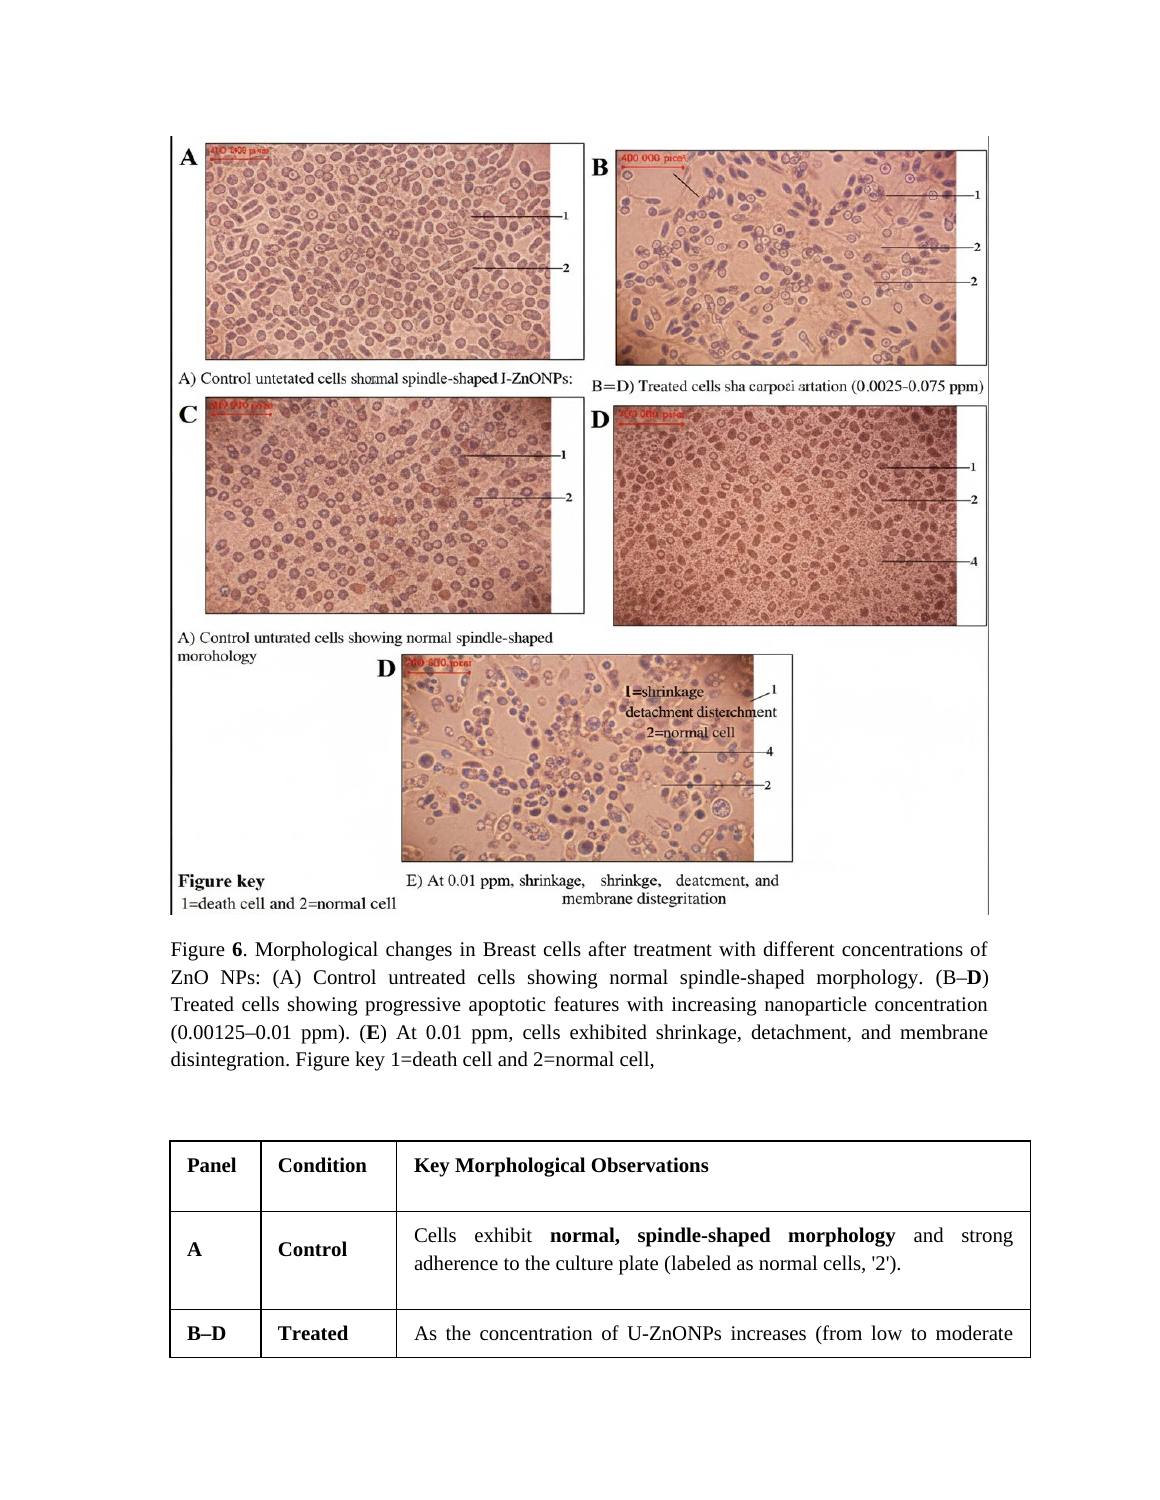 A
B
400 000 pıces
1
2
1
2
2
A) Control untetated cells shoımal spindle-shaped I-ZnONPs:
B=D) Treated cells sha carpoзi artation (0.0025-0.075 ppm)
C
D
1
2
1
2
4
A) Control untırated cells showing normal spindle-shaped
morohology
D
1=shrinkage
detachment disteıchment
2=normal cell
1
4
2
Figure key
1=death cell and 2=normal cell
E) At 0.01 ppm, shrinkage, shrinkge, deatcment, and
membrane distegritation
Figure 6. Morphological changes in Breast cells after treatment with different concentrations of
ZnO NPs: (A) Control untreated cells showing normal spindle-shaped morphology. (B–D)
Treated cells showing progressive apoptotic features with increasing nanoparticle concentration
(0.00125–0.01 ppm). (E) At 0.01 ppm, cells exhibited shrinkage, detachment, and membrane
disintegration. Figure key 1=death cell and 2=normal cell,
Panel Condition Key Morphological Observations
A Control
Cells exhibit normal, spindle-shaped morphology and strong
adherence to the culture plate (labeled as normal cells, '2').
B–D Treated As the concentration of U-ZnONPs increases (from low to moderate